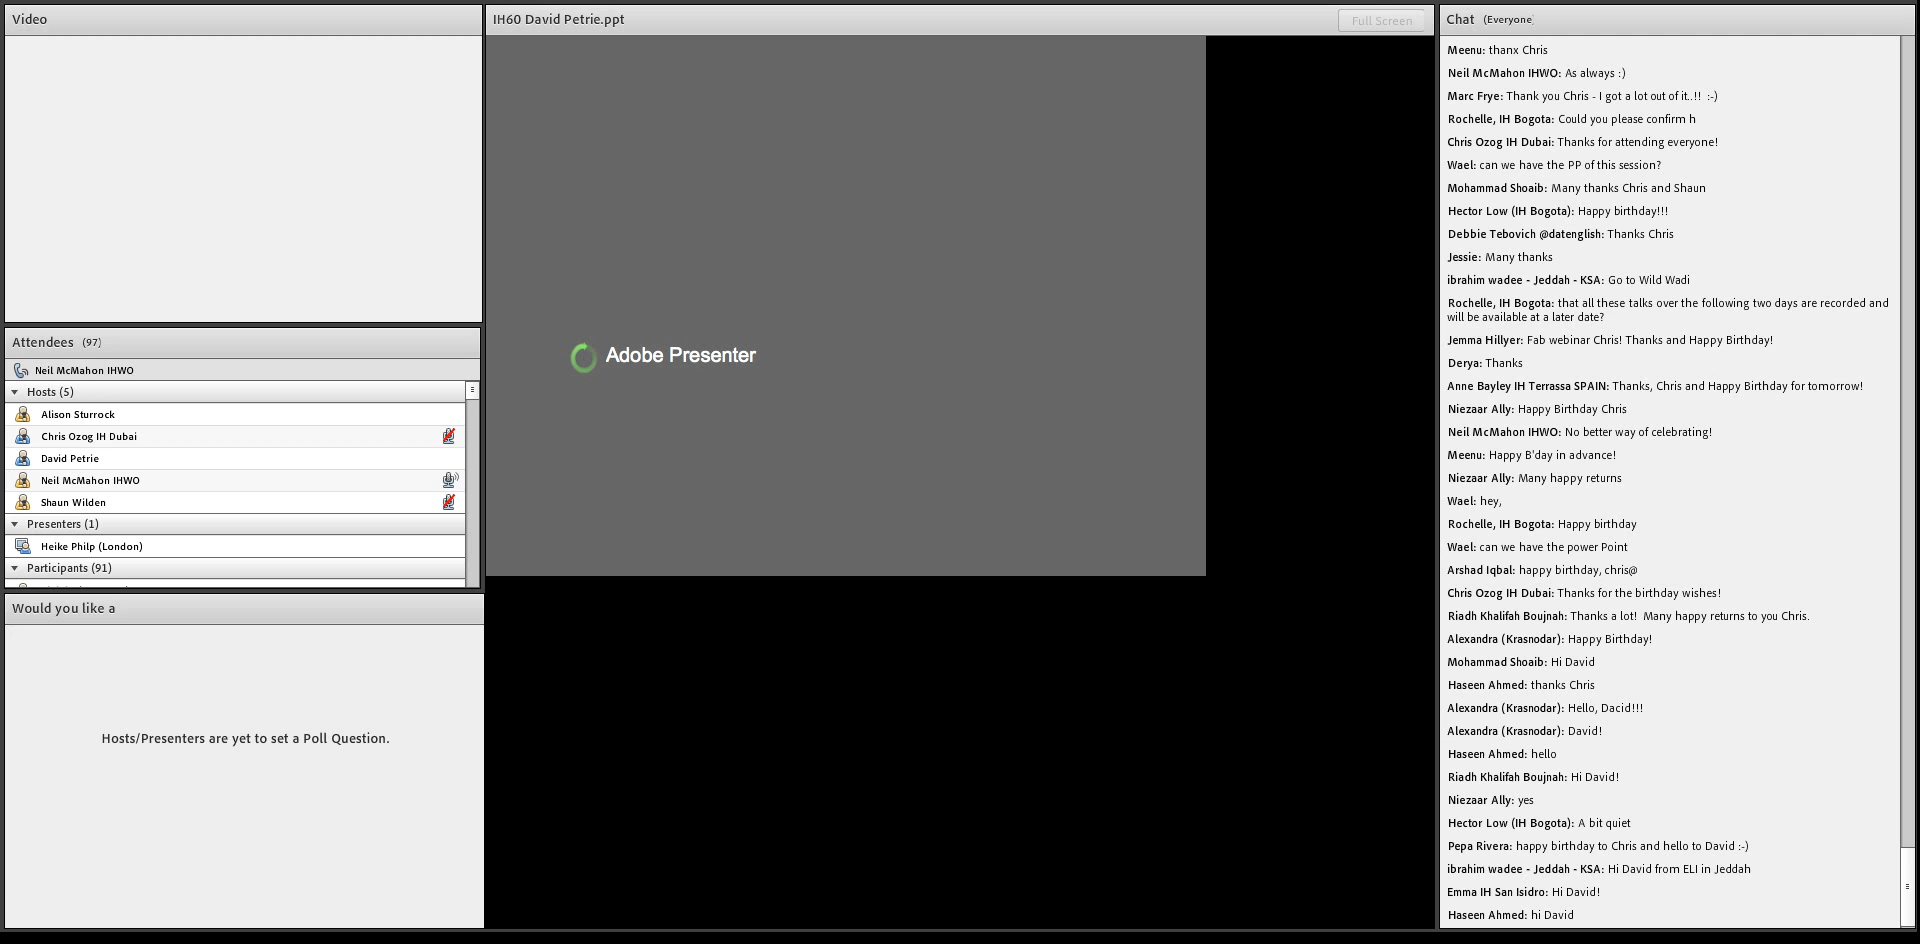 Video
IH60 David Petrie.ppt
Full Screen
Chat (Everyone)
Attendees (97)
Neil McMahon IHWO
Hosts (5)
Alison Sturrock
Chris Ozog IH Dubai
David Petrie
Neil McMahon IHWO
Shaun Wilden
Presenters (1)
Heike Philp (London)
Participants (91)
Would you like a
Hosts/Presenters are yet to set a Poll Question.
Adobe Presenter
Meenu: thanx Chris
Neil McMahon IHWO: As always :)
Marc Frye: Thank you Chris - I got a lot out of it..!!  :-)
Rochelle, IH Bogota: Could you please confirm h
Chris Ozog IH Dubai: Thanks for attending everyone!
Wael: can we have the PP of this session?
Mohammad Shoaib: Many thanks Chris and Shaun
Hector Low (IH Bogota): Happy birthday!!!
Debbie Tebovich @datenglish: Thanks Chris
Jessie: Many thanks
ibrahim wadee - Jeddah - KSA: Go to Wild Wadi
Rochelle, IH Bogota: that all these talks over the following two days are recorded and
will be available at a later date?
Jemma Hillyer: Fab webinar Chris! Thanks and Happy Birthday!
Derya: Thanks
Anne Bayley IH Terrassa SPAIN: Thanks, Chris and Happy Birthday for tomorrow!
Niezaar Ally: Happy Birthday Chris
Neil McMahon IHWO: No better way of celebrating!
Meenu: Happy B'day in advance!
Niezaar Ally: Many happy returns
Wael: hey,
Rochelle, IH Bogota: Happy birthday
Wael: can we have the power Point
Arshad Iqbal: happy birthday, chris@
Chris Ozog IH Dubai: Thanks for the birthday wishes!
Riadh Khalifah Boujnah: Thanks a lot!  Many happy returns to you Chris.
Alexandra (Krasnodar): Happy Birthday!
Mohammad Shoaib: Hi David
Haseen Ahmed: thanks Chris
Alexandra (Krasnodar): Hello, Dacid!!!
Alexandra (Krasnodar): David!
Haseen Ahmed: hello
Riadh Khalifah Boujnah: Hi David!
Niezaar Ally: yes
Hector Low (IH Bogota): A bit quiet
Pepa Rivera: happy birthday to Chris and hello to David :-)
ibrahim wadee - Jeddah - KSA: Hi David from ELI in Jeddah
Emma IH San Isidro: Hi David!
Haseen Ahmed: hi David